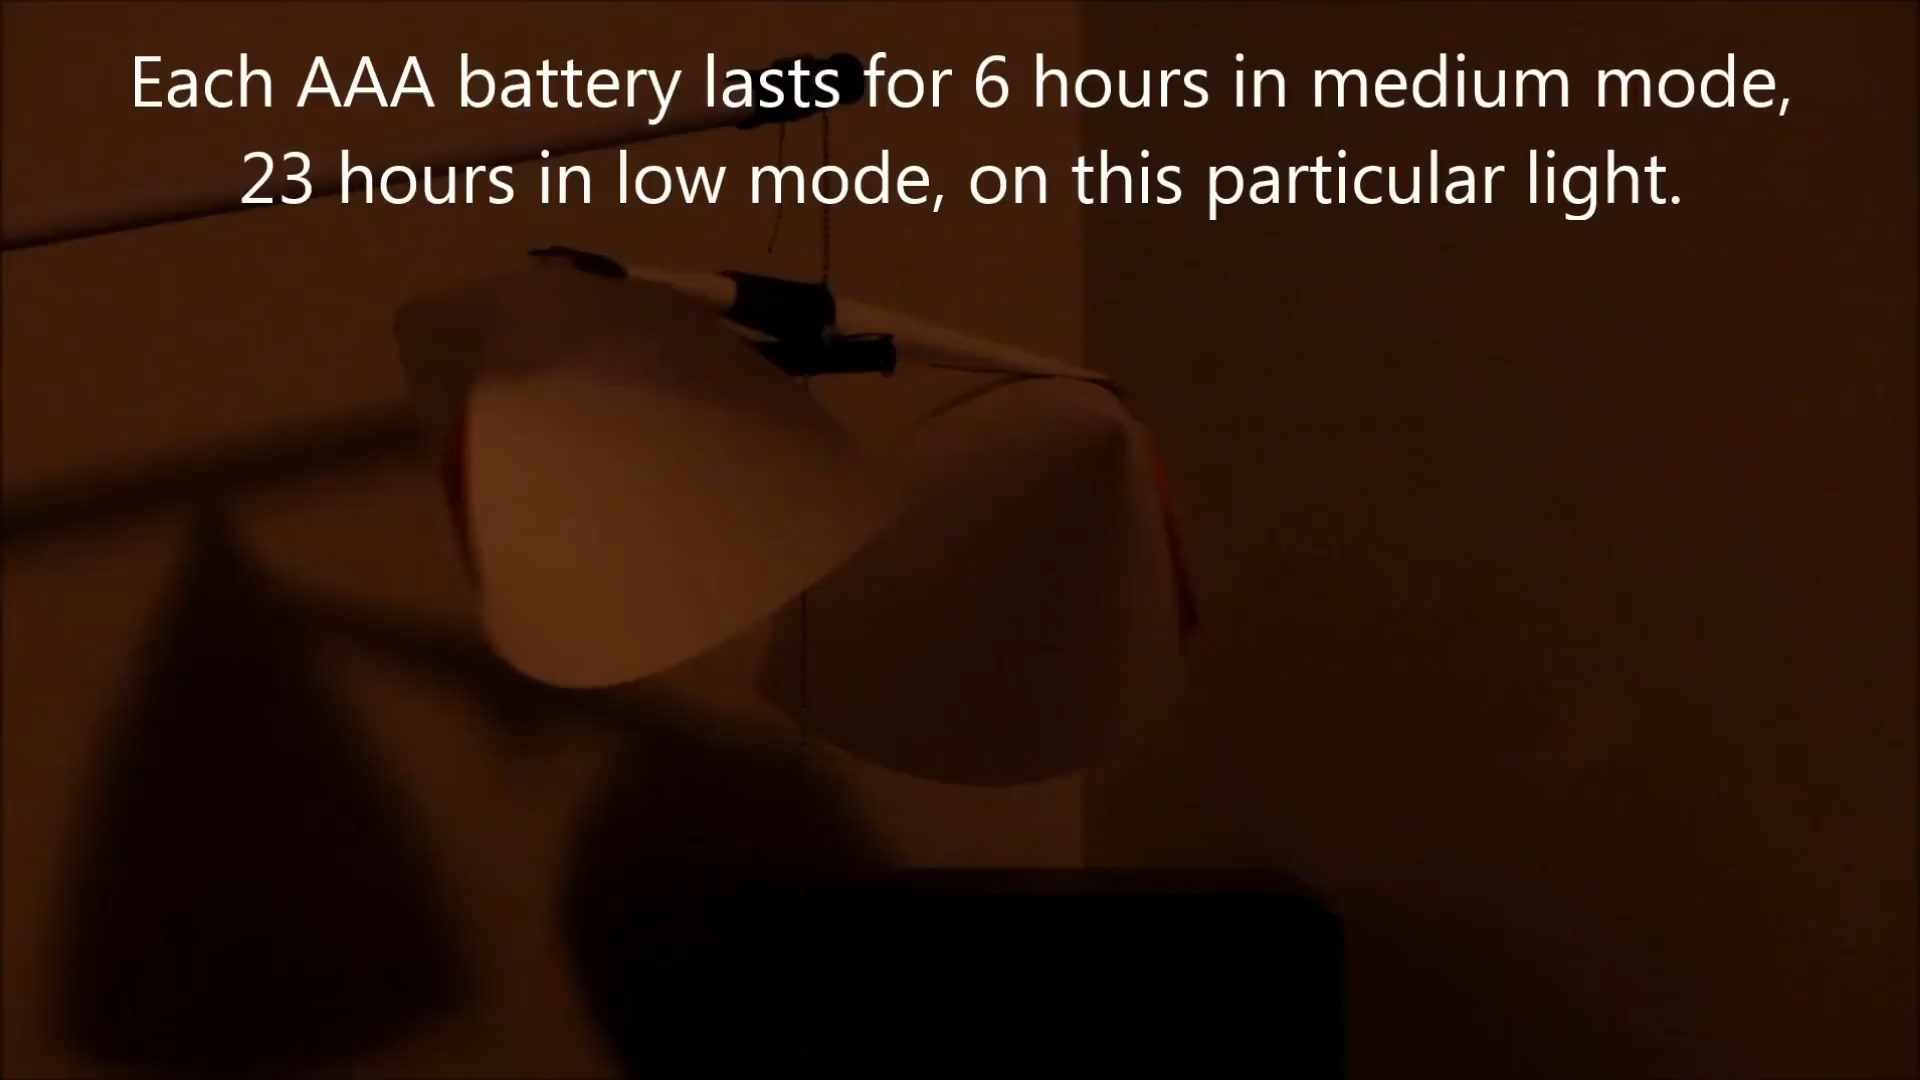 Each AAA battery lasts for 6 hours in medium mode,
23 hours in low mode, on this particular light.